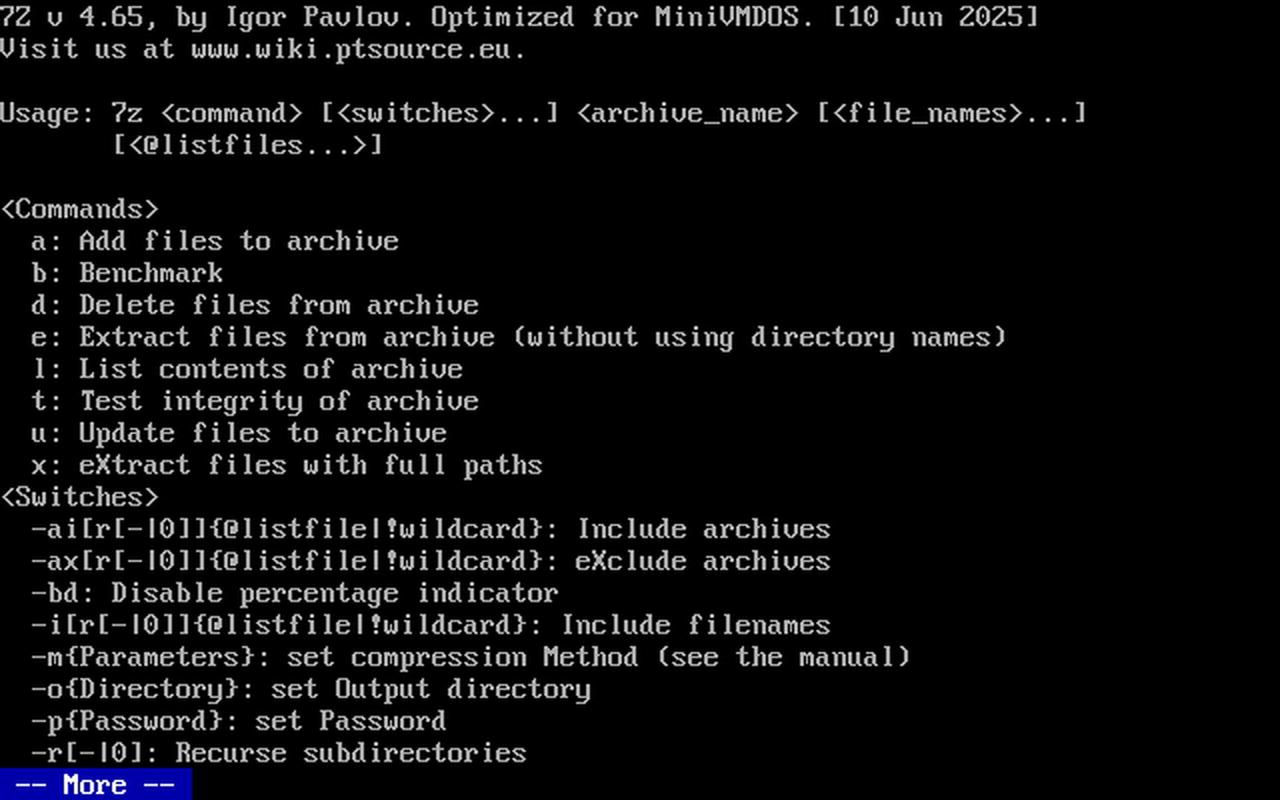 7Z v 4.65, by Igor Pavlov. Optimized for MiniVMDOS. [10 Jun 2025]
Visit us at www.wiki.ptsource.eu.
Usage: 7z <command> [<switches>...] <archive_name> [<file_names>...]
[<@listfiles...>]
<Commands>
a: Add files to archive
b: Benchmark
d: Delete files from archive
e: Extract files from archive (without using directory names)
l: List contents of archive
t: Test integrity of archive
u: Update files to archive
x: eXtract files with full paths
<Switches>
-ai[r[-|0]]{@listfile|!wildcard}: Include archives
-ax[r[-|0]]{@listfile|!wildcard}: eXclude archives
-bd: Disable percentage indicator
-i[r[-|0]]{@listfile|!wildcard}: Include filenames
-m{Parameters}: set compression Method (see the manual)
-o{Directory}: set Output directory
-p{Password}: set Password
-r[-|0]: Recurse subdirectories
-- More --